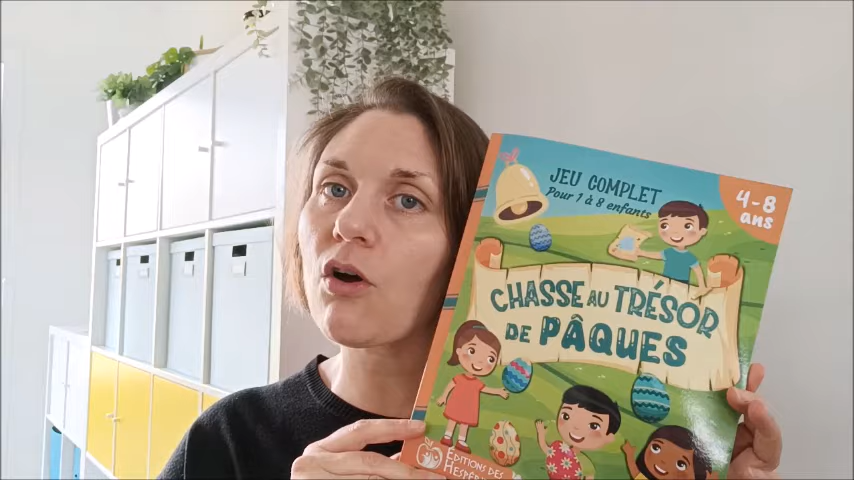 JEU COMPLET
Pour 1 à 8 enfants
4-8
ans
CHASSE AU TRÉSOR
DE PÂQUES
EDITIONS DES